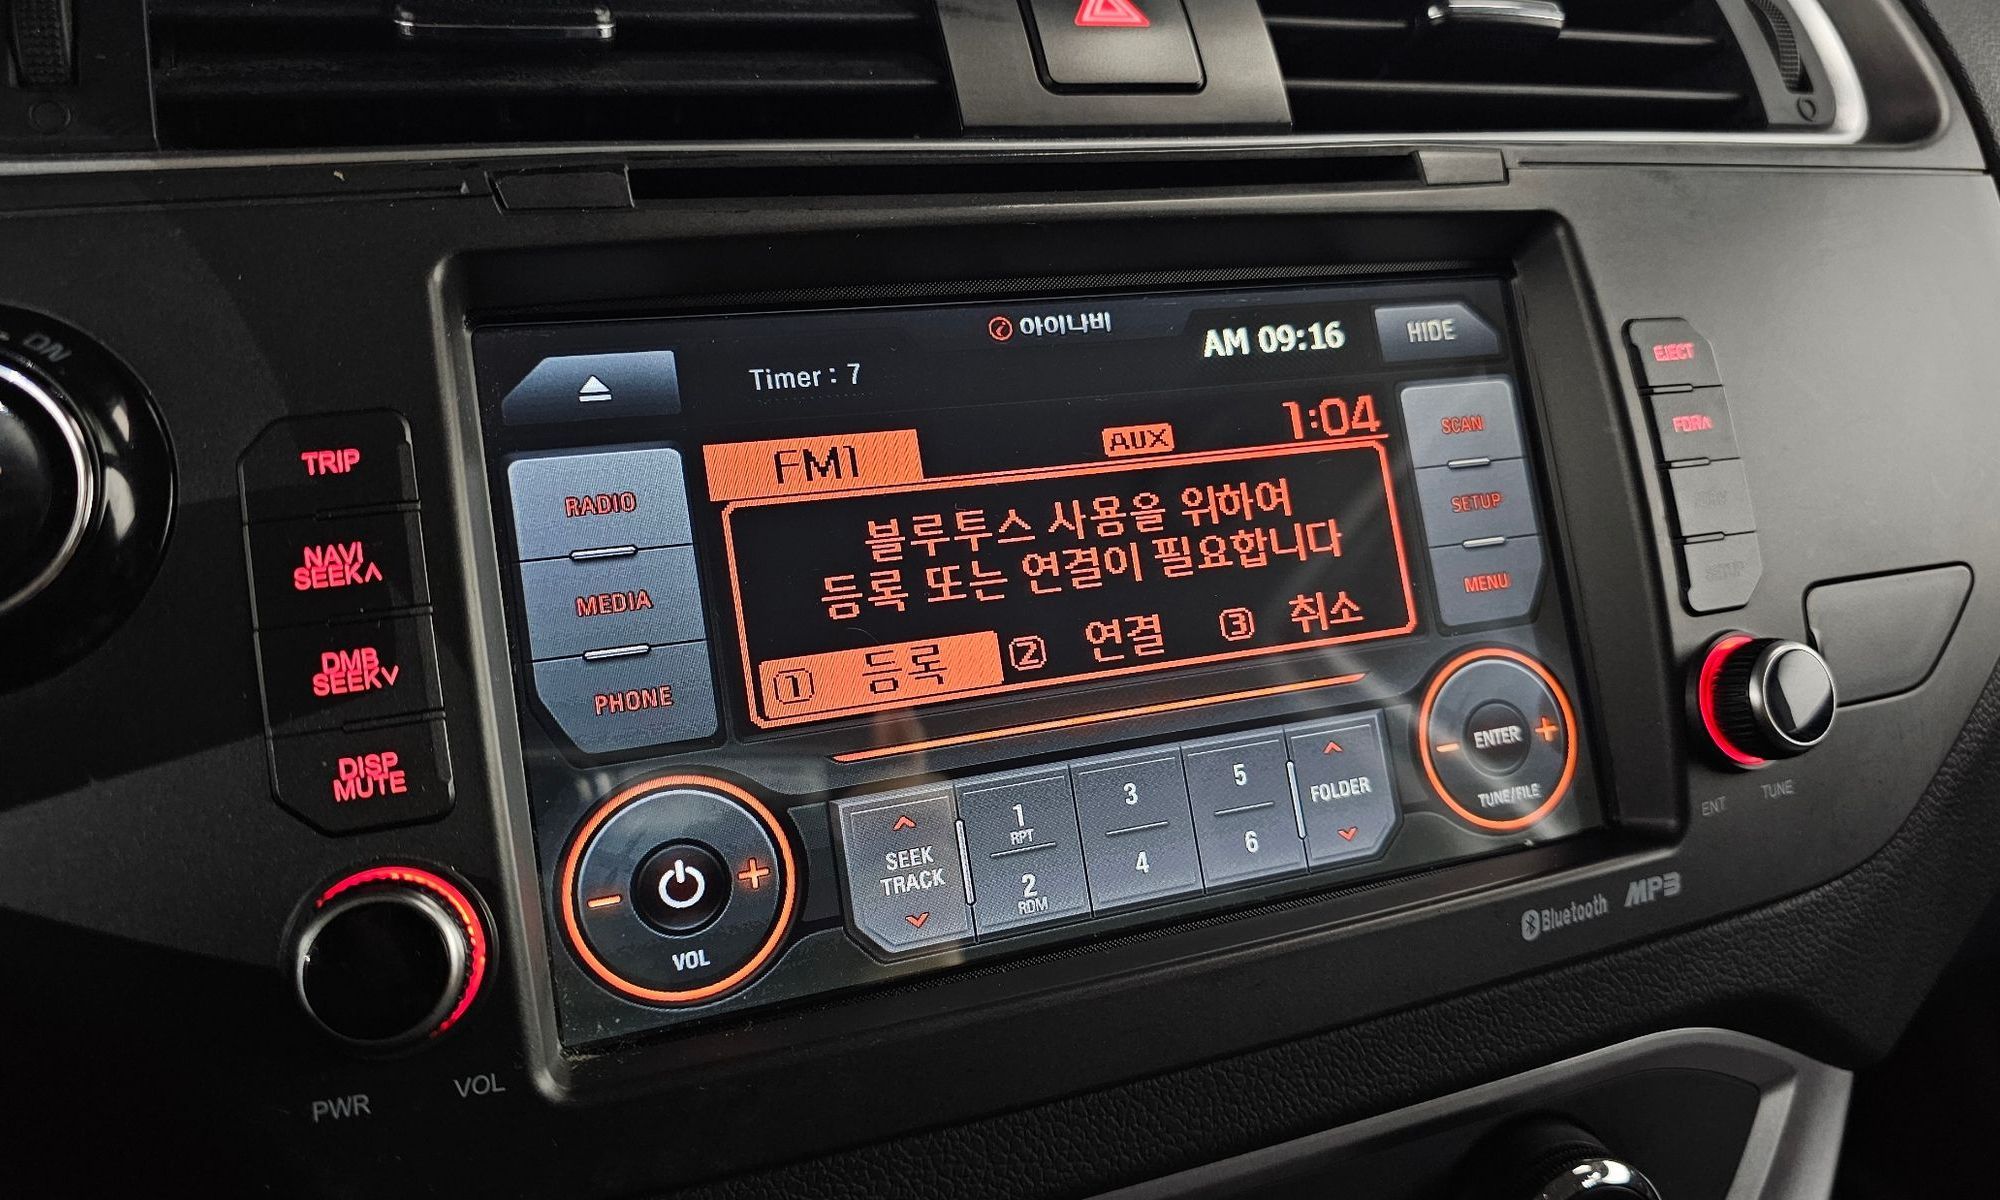 ON
TRIP
NAVI
SEEK∧
DMB
SEEK∨
DISP
MUTE
PWR
VOL
아이나비
Timer : 7
AM 09:16
HIDE
FM1
AUX
1:04
블루투스 사용을 위하여
등록 또는 연결이 필요합니다
① 등록 ② 연결 ③ 취소
RADIO
MEDIA
PHONE
SCAN
SETUP
MENU
VOL
SEEK
TRACK
1
RPT
2
RDM
3
4
5
6
FOLDER
ENTER
TUNE/FILE
Bluetooth MP3
EJECT
SETUP
ENT TUNE